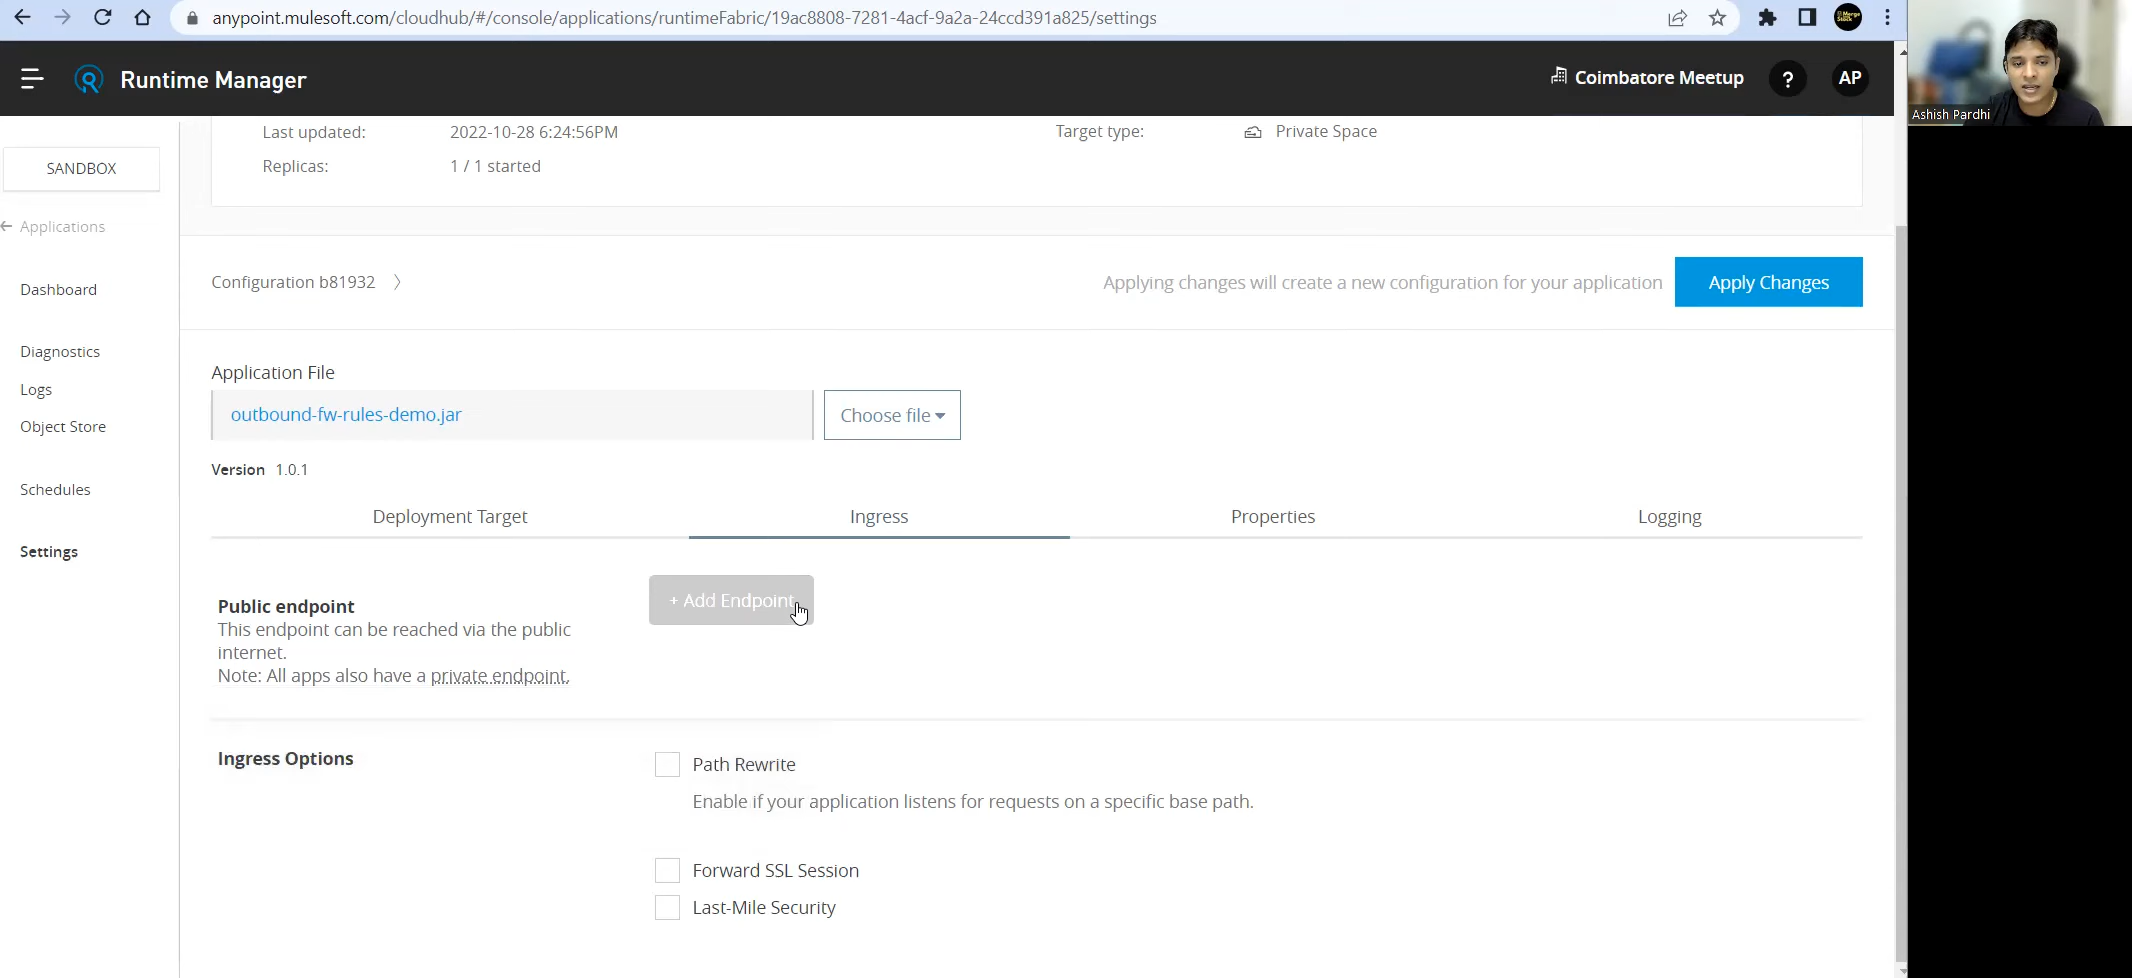 anypoint.mulesoft.com/cloudhub/#/console/applications/runtimeFabric/19ac8808-7281-4acf-9a2a-24ccd391a825/settings
Runtime Manager
Coimbatore Meetup
?
AP
Ashish Pardhi
SANDBOX
Applications
Dashboard
Diagnostics
Logs
Object Store
Schedules
Settings
Last updated: 2022-10-28 6:24:56PM
Target type: Private Space
Replicas: 1 / 1 started
Configuration b81932
Applying changes will create a new configuration for your application
Apply Changes
Application File
outbound-fw-rules-demo.jar
Choose file
Version 1.0.1
Deployment Target
Ingress
Properties
Logging
Public endpoint
This endpoint can be reached via the public
internet.
Note: All apps also have a private endpoint.
+ Add Endpoint
Ingress Options
Path Rewrite
Enable if your application listens for requests on a specific base path.
Forward SSL Session
Last-Mile Security